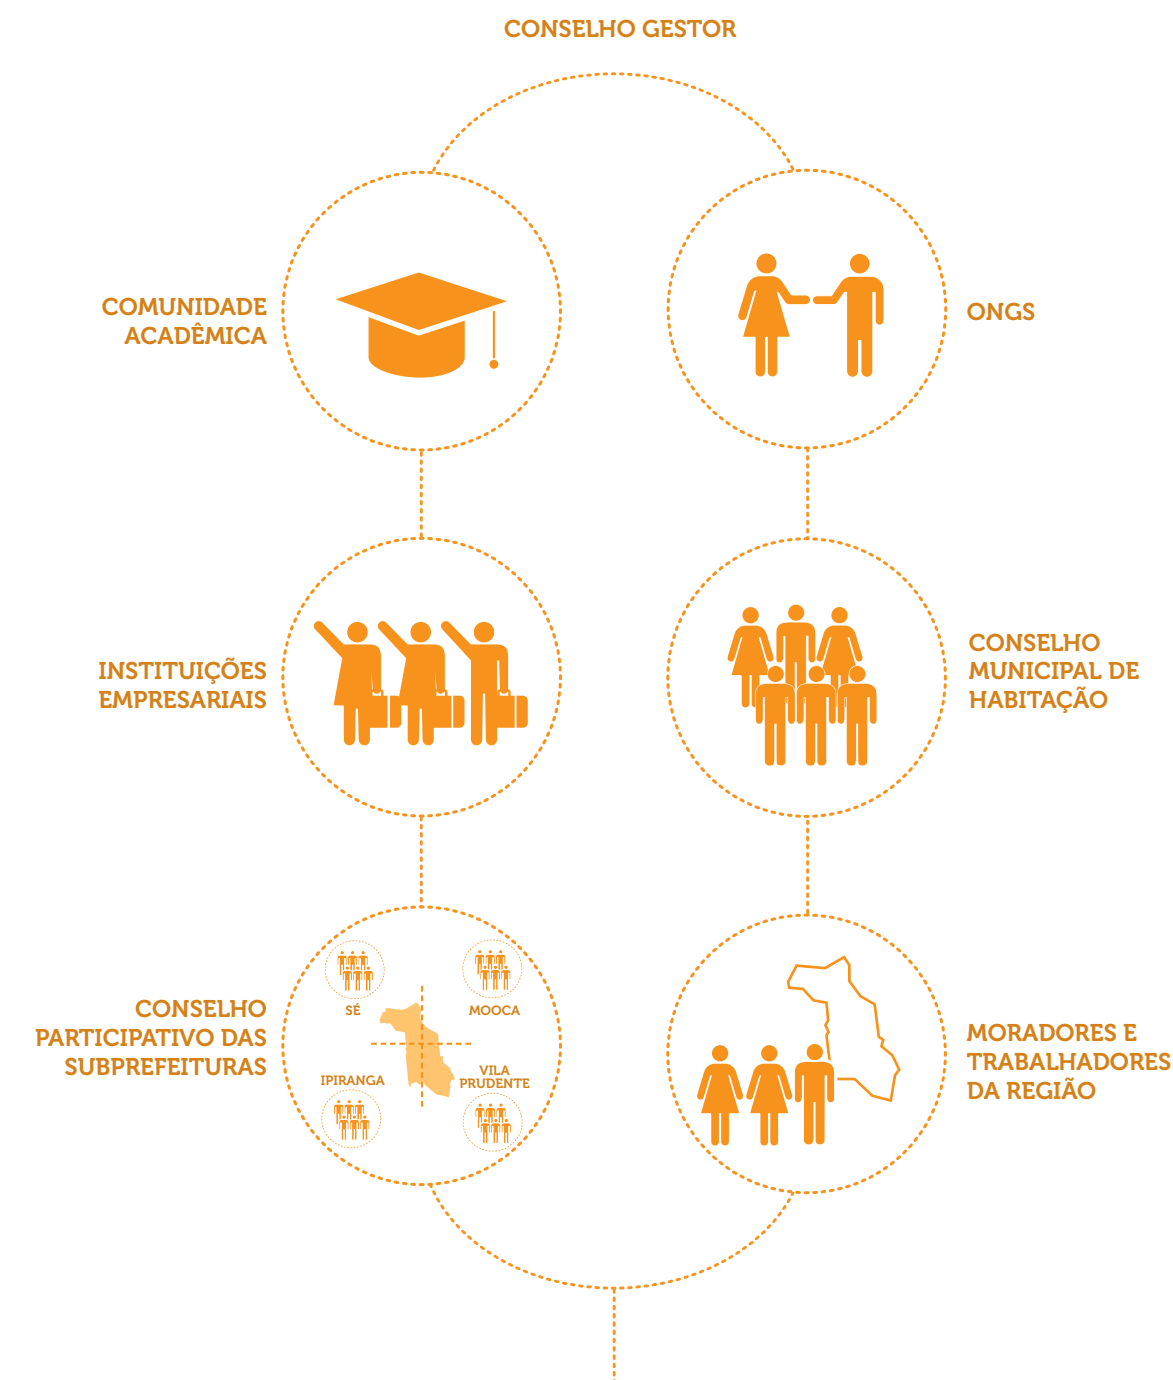 CONSELHO GESTOR
COMUNIDADE
ACADÊMICA
ONGS
INSTITUIÇÕES
EMPRESARIAIS
CONSELHO
MUNICIPAL DE
HABITAÇÃO
CONSELHO
PARTICIPATIVO DAS
SUBPREFEITURAS
SÉ
MOOCA
IPIRANGA
VILA
PRUDENTE
MORADORES E
TRABALHADORES
DA REGIÃO